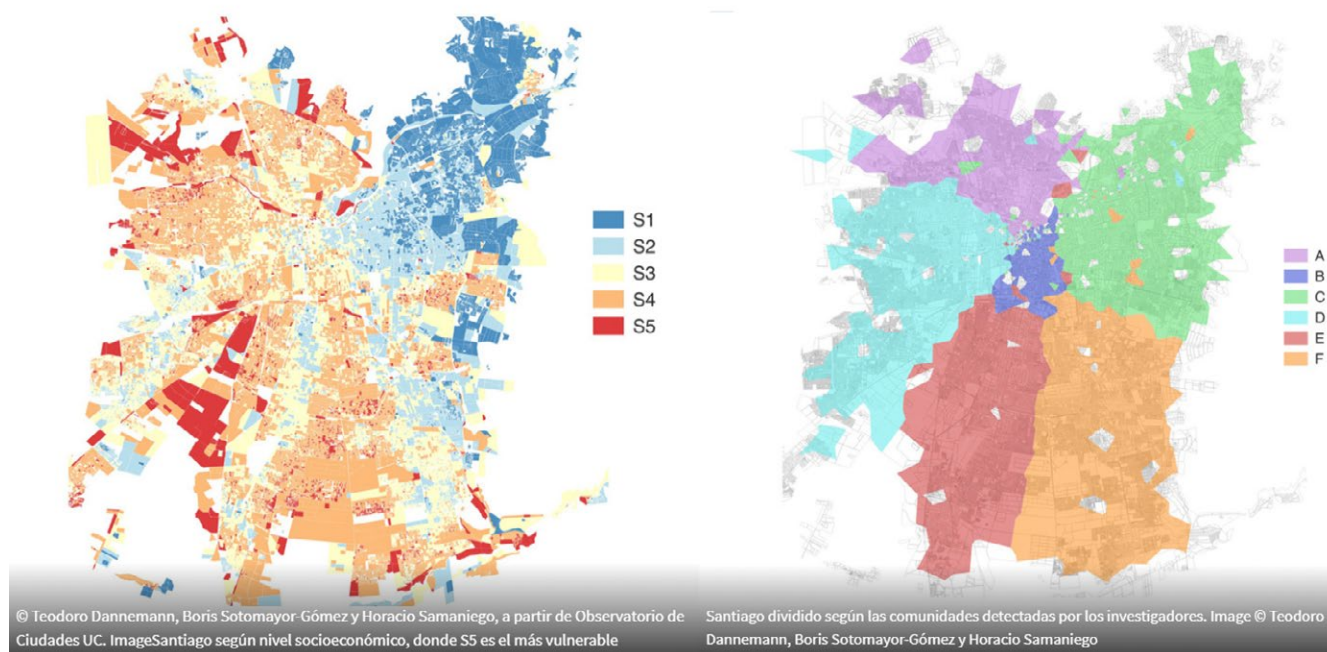 S1
S2
S3
S4
S5
A
B
C
D
E
F
© Teodoro Dannemann, Boris Sotomayor-Gómez y Horacio Samaniego, a partir de Observatorio de
Ciudades UC. ImageSantiago según nivel socioeconómico, donde S5 es el más vulnerable
Santiago dividido según las comunidades detectadas por los investigadores. Image © Teodoro
Dannemann, Boris Sotomayor-Gómez y Horacio Samaniego